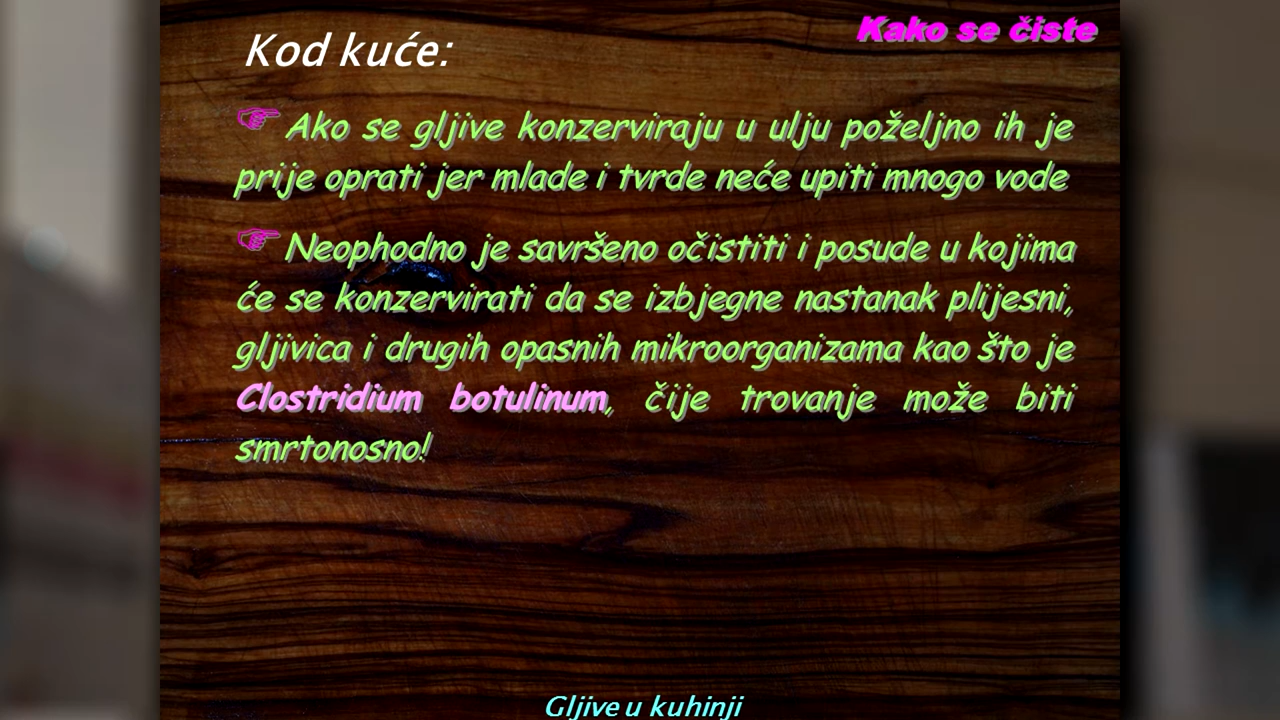 Kako se čiste
Kod kuće:
☞ Ako se gljive konzerviraju u ulju poželjno ih je
prije oprati jer mlade i tvrde neće upiti mnogo vode
☞ Neophodno je savršeno očistiti i posude u kojima
će se konzervirati da se izbjegne nastanak plijesni,
gljivica i drugih opasnih mikroorganizama kao što je
Clostridium botulinum, čije trovanje može biti
smrtonosno!
Gljive u kuhinji